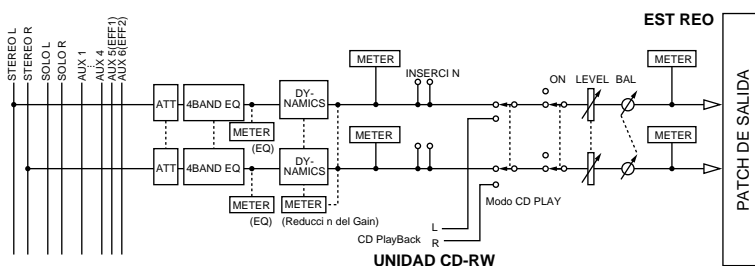 EST REO
STEREO L
STEREO R
SOLO L
SOLO R
AUX 1
...
AUX 4
AUX 5(EFF1)
AUX 6(EFF2)
METER
INSERCI N
ON
LEVEL
BAL
METER
ATT
4BAND EQ
METER
(EQ)
DY-
NAMICS
METER
METER
ATT
4BAND EQ
METER
(EQ)
DY-
NAMICS
METER
(Reducci n del Gain)
Modo CD PLAY
L
CD PlayBack
R
UNIDAD CD-RW
PATCH DE SALIDA